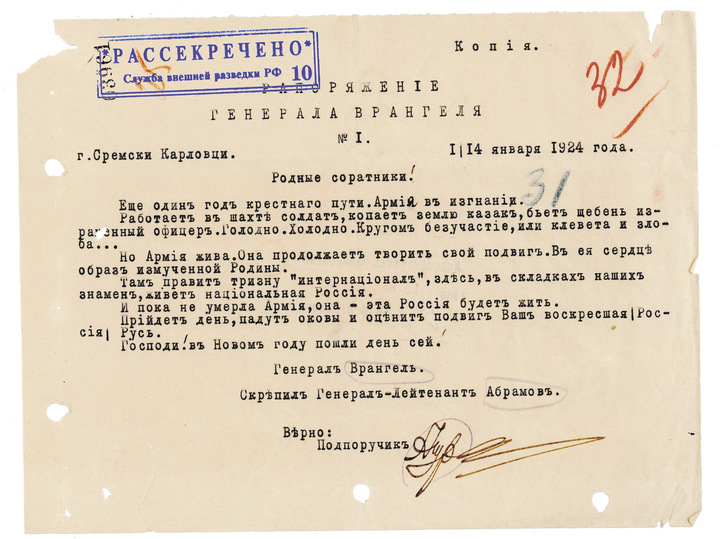 *РАССЕКРЕЧЕНО*
Служба внешней разведки РФ 10
Копія.
32
РАПОРЯЖЕНІЕ
ГЕНЕРАЛА ВРАНГЕЛЯ
№ I.
г.Сремски Карловци.
I|I4 января I924 года.
Родные соратники!
31
Еще одинъ годъ крестнаго пути.Армія въ изгнаніи.
Работаетъ въ шахтѣ солдатъ,копаетъ землю казакъ,бьетъ щебень из-
раненный офицеръ.Голодно.Холодно.Кругомъ безучастіе,или клевета и зло-
ба...
Но Армія жива.Она продолжаетъ творить свой подвигъ.Въ ея сердцѣ
образъ измученной Родины.
Тамъ правитъ тризну "интернаціоналъ",здѣсь,въ складкахъ нашихъ
знаменъ,живетъ національная Россія.
И пока не умерла Армія,она - эта Россія будетъ жить.
Прійдетъ день,падутъ оковы и оцѣнитъ подвигъ Вашъ воскресшая|Рос-
сія| Русь.
Господи!въ Новомъ году пошли день сей!
Генералъ Врангель.
Скрѣпилъ Генералъ-Лейтенантъ Абрамовъ.
Вѣрно:
Подпоручикъ